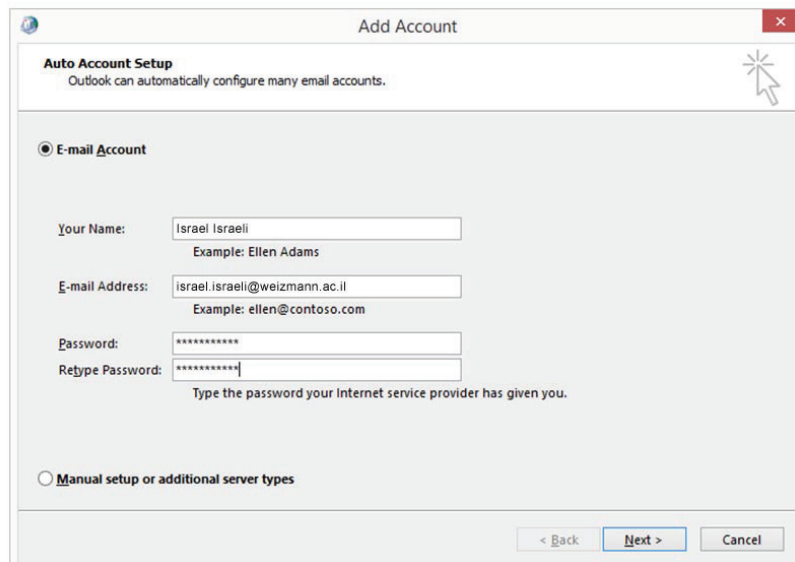 Add Account
Auto Account Setup
Outlook can automatically configure many email accounts.
E-mail Account
Your Name: Israel Israeli
Example: Ellen Adams
E-mail Address: israel.israeli@weizmann.ac.il
Example: ellen@contoso.com
Password: ***********
Retype Password: ***********
Type the password your Internet service provider has given you.
Manual setup or additional server types
< Back Next > Cancel